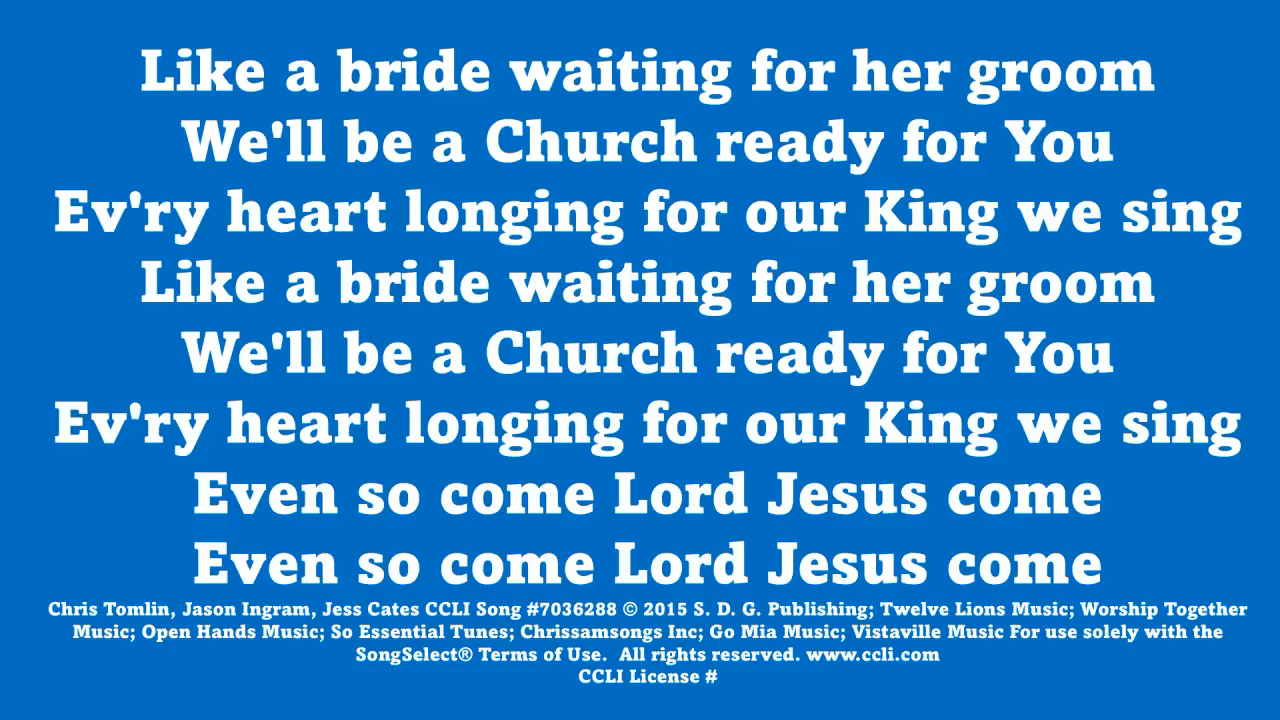 Like a bride waiting for her groom
We'll be a Church ready for You
Ev'ry heart longing for our King we sing
Like a bride waiting for her groom
We'll be a Church ready for You
Ev'ry heart longing for our King we sing
Even so come Lord Jesus come
Even so come Lord Jesus come
Chris Tomlin, Jason Ingram, Jess Cates CCLI Song #7036288 © 2015 S. D. G. Publishing; Twelve Lions Music; Worship Together
Music; Open Hands Music; So Essential Tunes; Chrissamsongs Inc; Go Mia Music; Vistaville Music For use solely with the
SongSelect® Terms of Use.  All rights reserved. www.ccli.com
CCLI License #